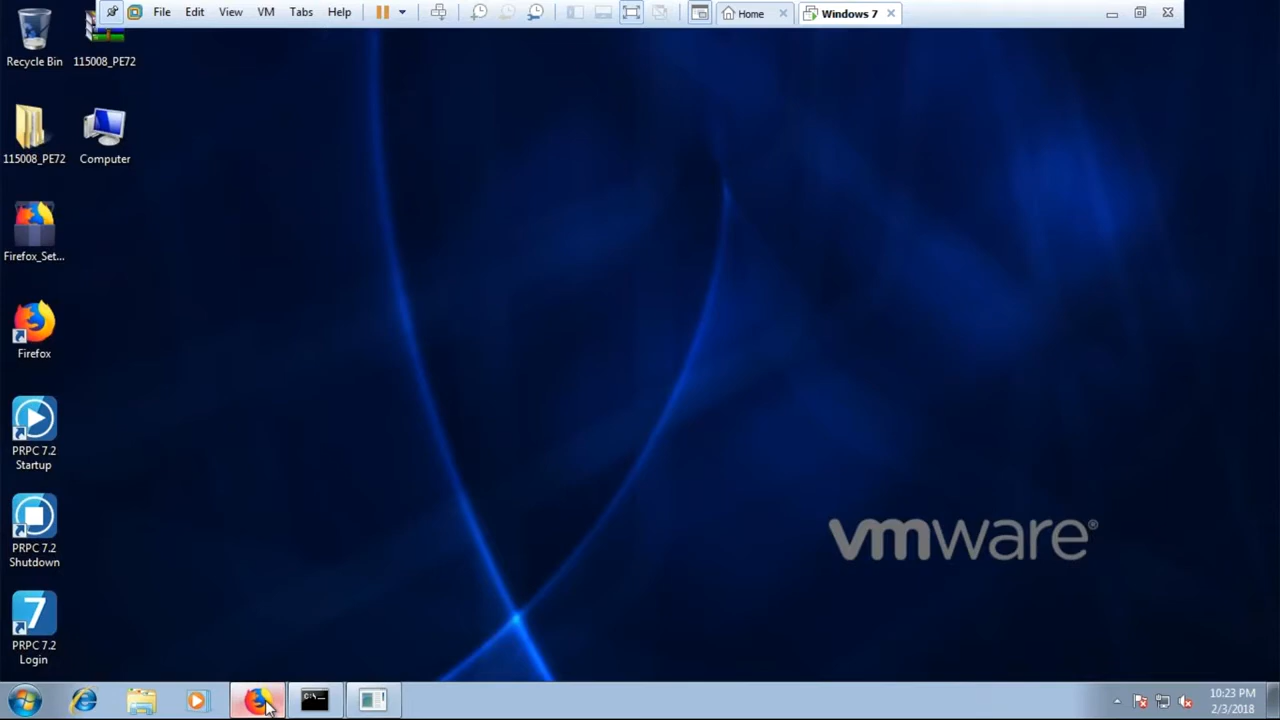 File Edit View VM Tabs Help Home Windows 7
Recycle Bin 115008_PE72
115008_PE72 Computer
Firefox_Set...
Firefox
PRPC 7.2
Startup
PRPC 7.2
Shutdown
7
PRPC 7.2
Login
vmware®
C:\_
10:23 PM
2/3/2018